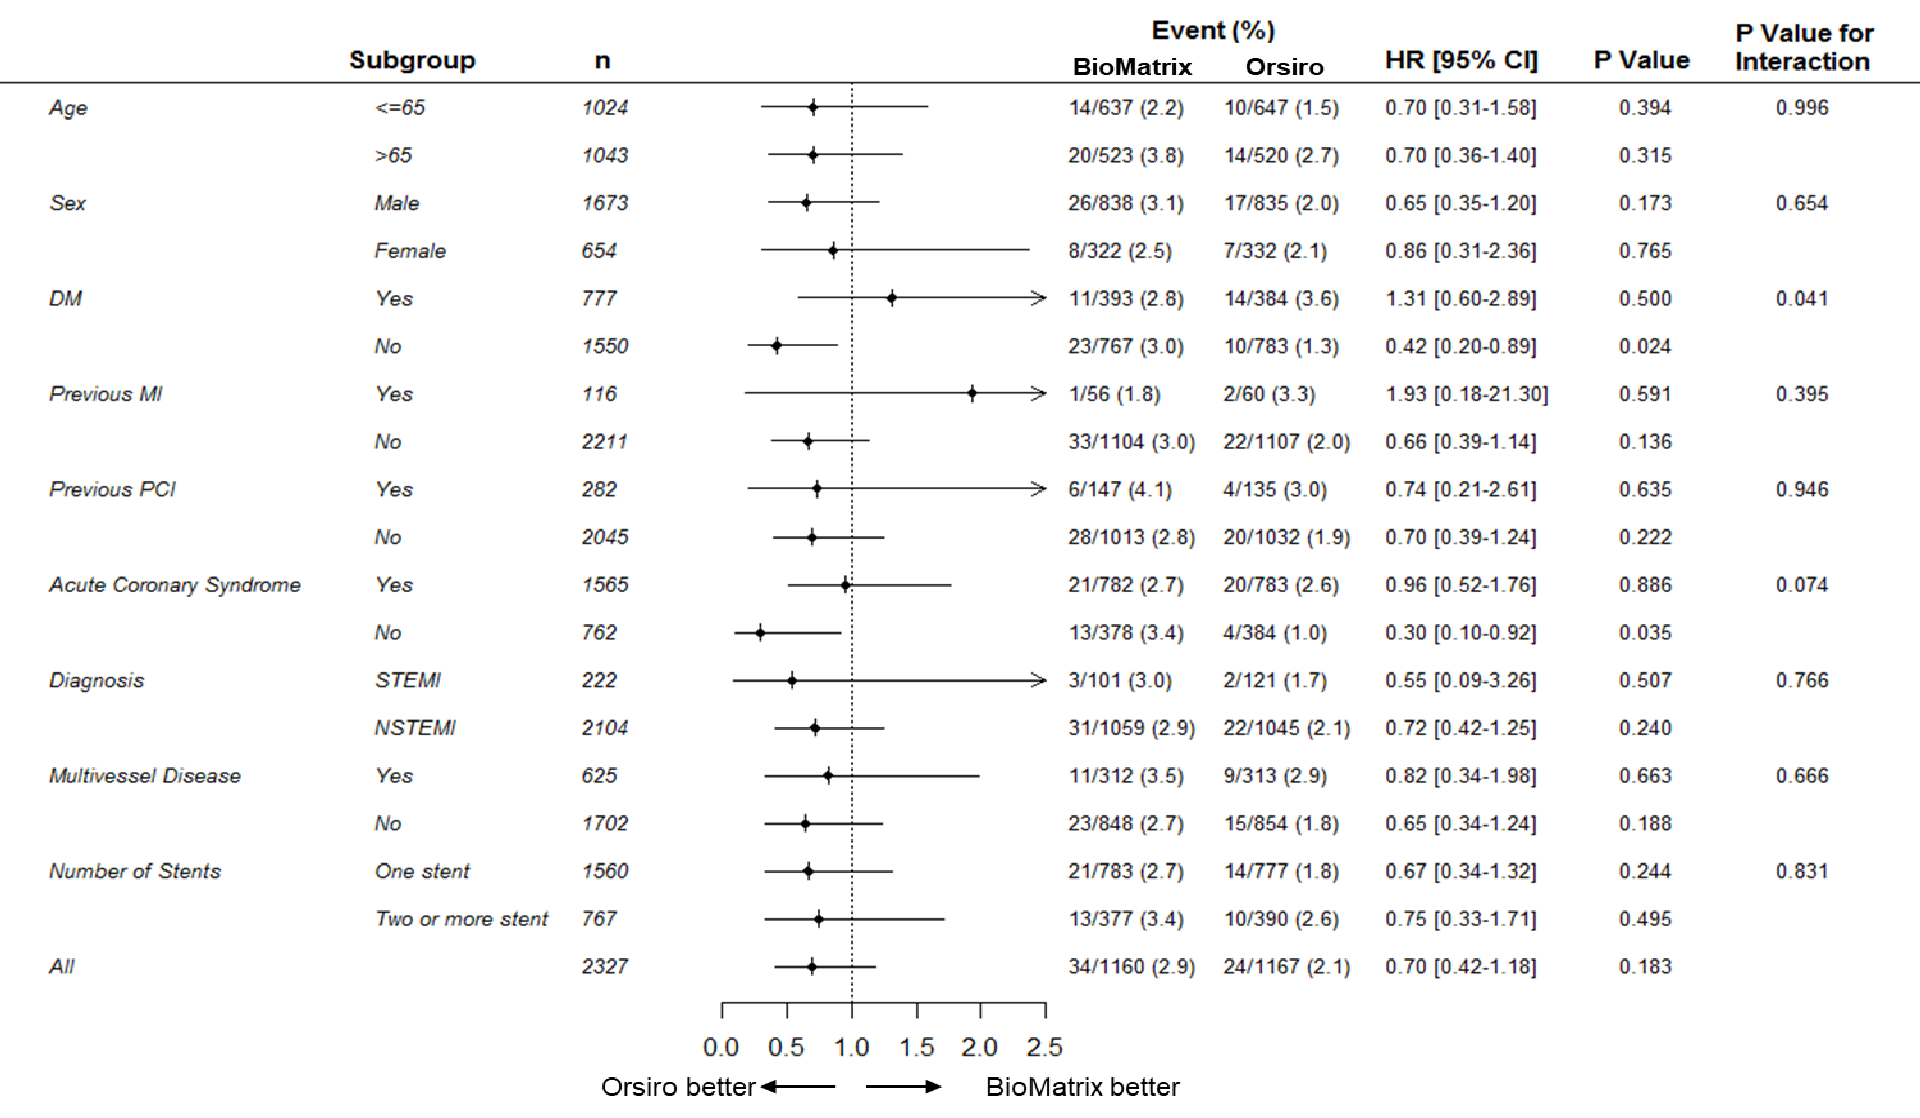 Subgroup n Event (%) HR [95% CI] P Value P Value for Interaction
BioMatrix Orsiro
Age <=65 1024 14/637 (2.2) 10/647 (1.5) 0.70 [0.31-1.58] 0.394 0.996
>65 1043 20/523 (3.8) 14/520 (2.7) 0.70 [0.36-1.40] 0.315
Sex Male 1673 26/838 (3.1) 17/835 (2.0) 0.65 [0.35-1.20] 0.173 0.654
Female 654 8/322 (2.5) 7/332 (2.1) 0.86 [0.31-2.36] 0.765
DM Yes 777 11/393 (2.8) 14/384 (3.6) 1.31 [0.60-2.89] 0.500 0.041
No 1550 23/767 (3.0) 10/783 (1.3) 0.42 [0.20-0.89] 0.024
Previous MI Yes 116 1/56 (1.8) 2/60 (3.3) 1.93 [0.18-21.30] 0.591 0.395
No 2211 33/1104 (3.0) 22/1107 (2.0) 0.66 [0.39-1.14] 0.136
Previous PCI Yes 282 6/147 (4.1) 4/135 (3.0) 0.74 [0.21-2.61] 0.635 0.946
No 2045 28/1013 (2.8) 20/1032 (1.9) 0.70 [0.39-1.24] 0.222
Acute Coronary Syndrome Yes 1565 21/782 (2.7) 20/783 (2.6) 0.96 [0.52-1.76] 0.886 0.074
No 762 13/378 (3.4) 4/384 (1.0) 0.30 [0.10-0.92] 0.035
Diagnosis STEMI 222 3/101 (3.0) 2/121 (1.7) 0.55 [0.09-3.26] 0.507 0.766
NSTEMI 2104 31/1059 (2.9) 22/1045 (2.1) 0.72 [0.42-1.25] 0.240
Multivessel Disease Yes 625 11/312 (3.5) 9/313 (2.9) 0.82 [0.34-1.98] 0.663 0.666
No 1702 23/848 (2.7) 15/854 (1.8) 0.65 [0.34-1.24] 0.188
Number of Stents One stent 1560 21/783 (2.7) 14/777 (1.8) 0.67 [0.34-1.32] 0.244 0.831
Two or more stent 767 13/377 (3.4) 10/390 (2.6) 0.75 [0.33-1.71] 0.495
All 2327 34/1160 (2.9) 24/1167 (2.1) 0.70 [0.42-1.18] 0.183
0.0 0.5 1.0 1.5 2.0 2.5
Orsiro better BioMatrix better